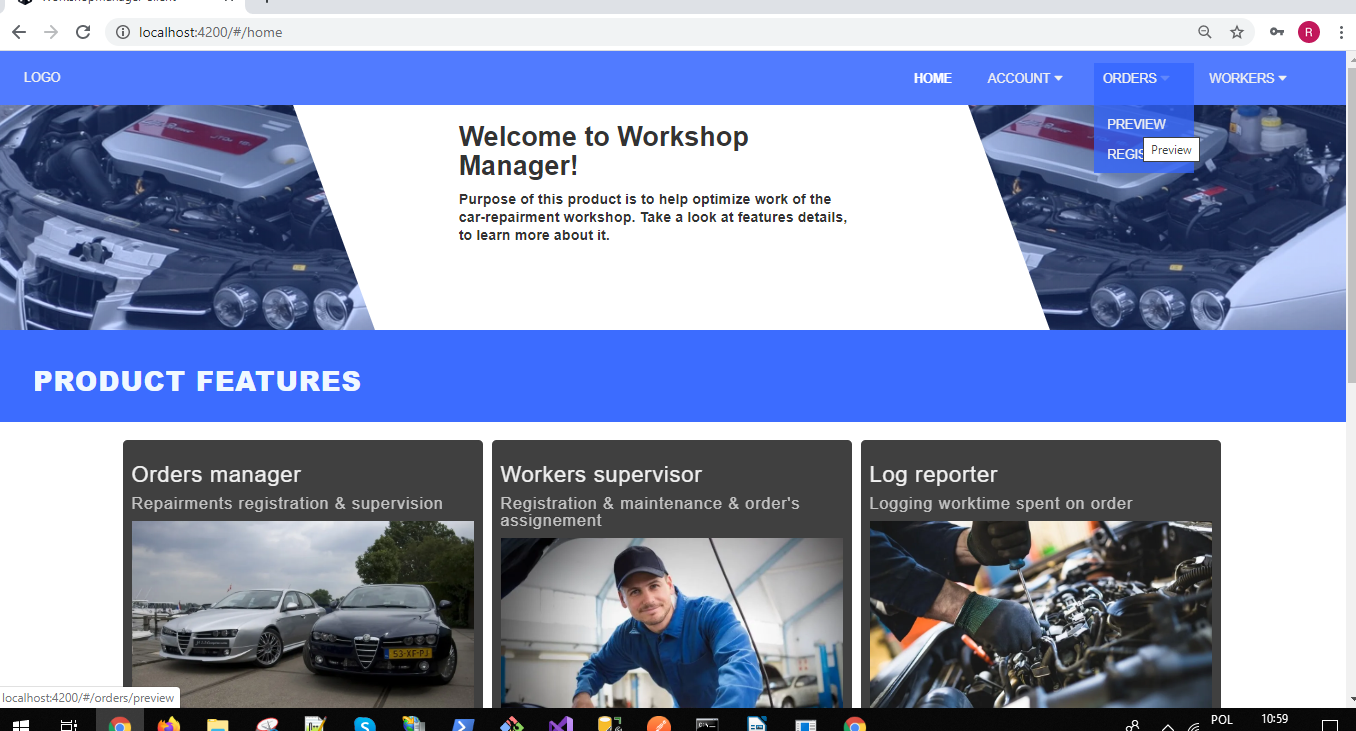 localhost:4200/#/home
R
LOGO
HOME
ACCOUNT
ORDERS
WORKERS
PREVIEW
REGIS
Preview
Welcome to Workshop
Manager!
Purpose of this product is to help optimize work of the
car-repairment workshop. Take a look at features details,
to learn more about it.
PRODUCT FEATURES
Orders manager
Repairments registration & supervision
Workers supervisor
Registration & maintenance & order's
assignement
Log reporter
Logging worktime spent on order
53-XF-PJ
localhost:4200/#/orders/preview
POL
10:59